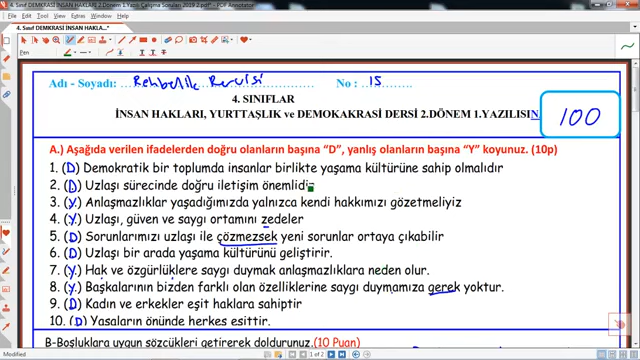 4. Sınıf DEMKRASİ İNSAN HAKLARI 2.Dönem 1.Yazılı Çalışma Soruları 2019 2.pdf* - PDF Annotator
File Edit View Tools Window Help
4. Sınıf DEMKRASİ İNSAN HAKLA...* ×
Pen
Adı - Soyadı: Rehberlik Servisi No : 15
4. SINIFLAR
İNSAN HAKLARI, YURTTAŞLIK ve DEMOKAKRASİ DERSİ 2.DÖNEM 1.YAZILISIN
100
A.) Aşağıda verilen ifadelerden doğru olanların başına “D”, yanlış olanların başına “Y” koyunuz. (10p)
1. (D) Demokratik bir toplumda insanlar birlikte yaşama kültürüne sahip olmalıdır
2. (D) Uzlaşı sürecinde doğru iletişim önemlidir
3. (Y) Anlaşmazlıklar yaşadığımızda yalnızca kendi hakkımızı gözetmeliyiz
4. (Y) Uzlaşı, güven ve saygı ortamını zedeler
5. (D) Sorunlarımızı uzlaşı ile çözmezsek yeni sorunlar ortaya çıkabilir
6. (D) Uzlaşı bir arada yaşama kültürünü geliştirir.
7. (Y) Hak ve özgürlüklere saygı duymak anlaşmazlıklara neden olur.
8. (Y) Başkalarının bizden farklı olan özelliklerine saygı duymamıza gerek yoktur.
9. (D) Kadın ve erkekler eşit haklara sahiptir
10. (D) Yasaların önünde herkes eşittir.
B-Boşluklara uygun sözcükleri getirerek doldurunuz.(10 Puan)
1 of 2